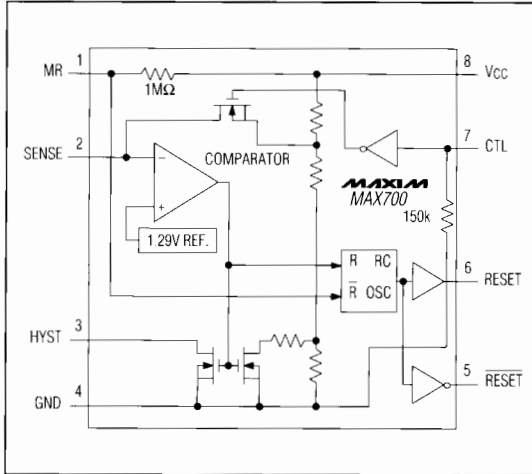 MR 1
1MΩ
8 VCC
SENSE 2
COMPARATOR
7 CTL
MAXIM
MAX700
150k
1.29V REF.
R RC
R̅ OSC
6 RESET
HYST 3
GND 4
5 R̅E̅S̅E̅T̅